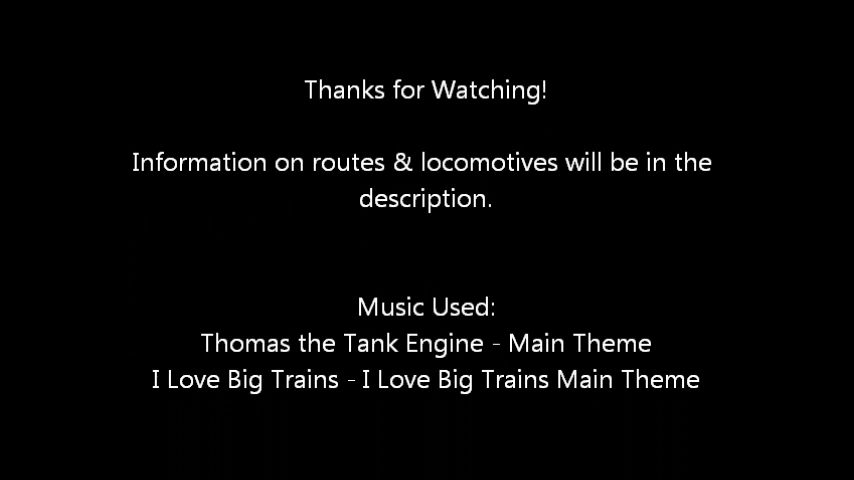 Thanks for Watching!
Information on routes & locomotives will be in the
description.
Music Used:
Thomas the Tank Engine - Main Theme
I Love Big Trains - I Love Big Trains Main Theme